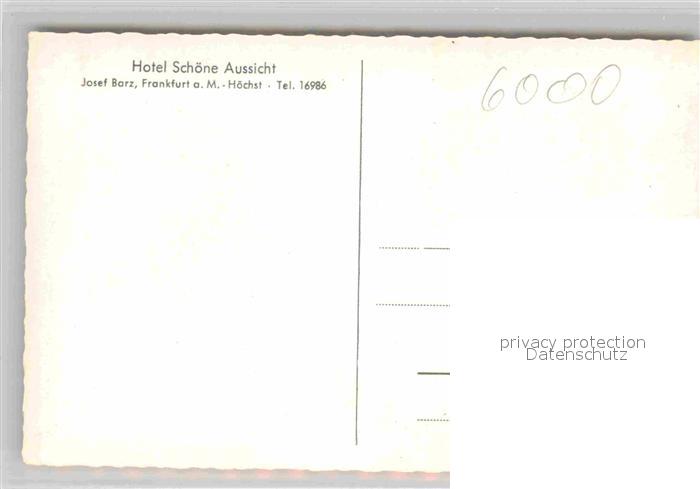 Hotel Schöne Aussicht
Josef Barz, Frankfurt a. M. - Höchst · Tel. 16986
6000
privacy protection
Datenschutz